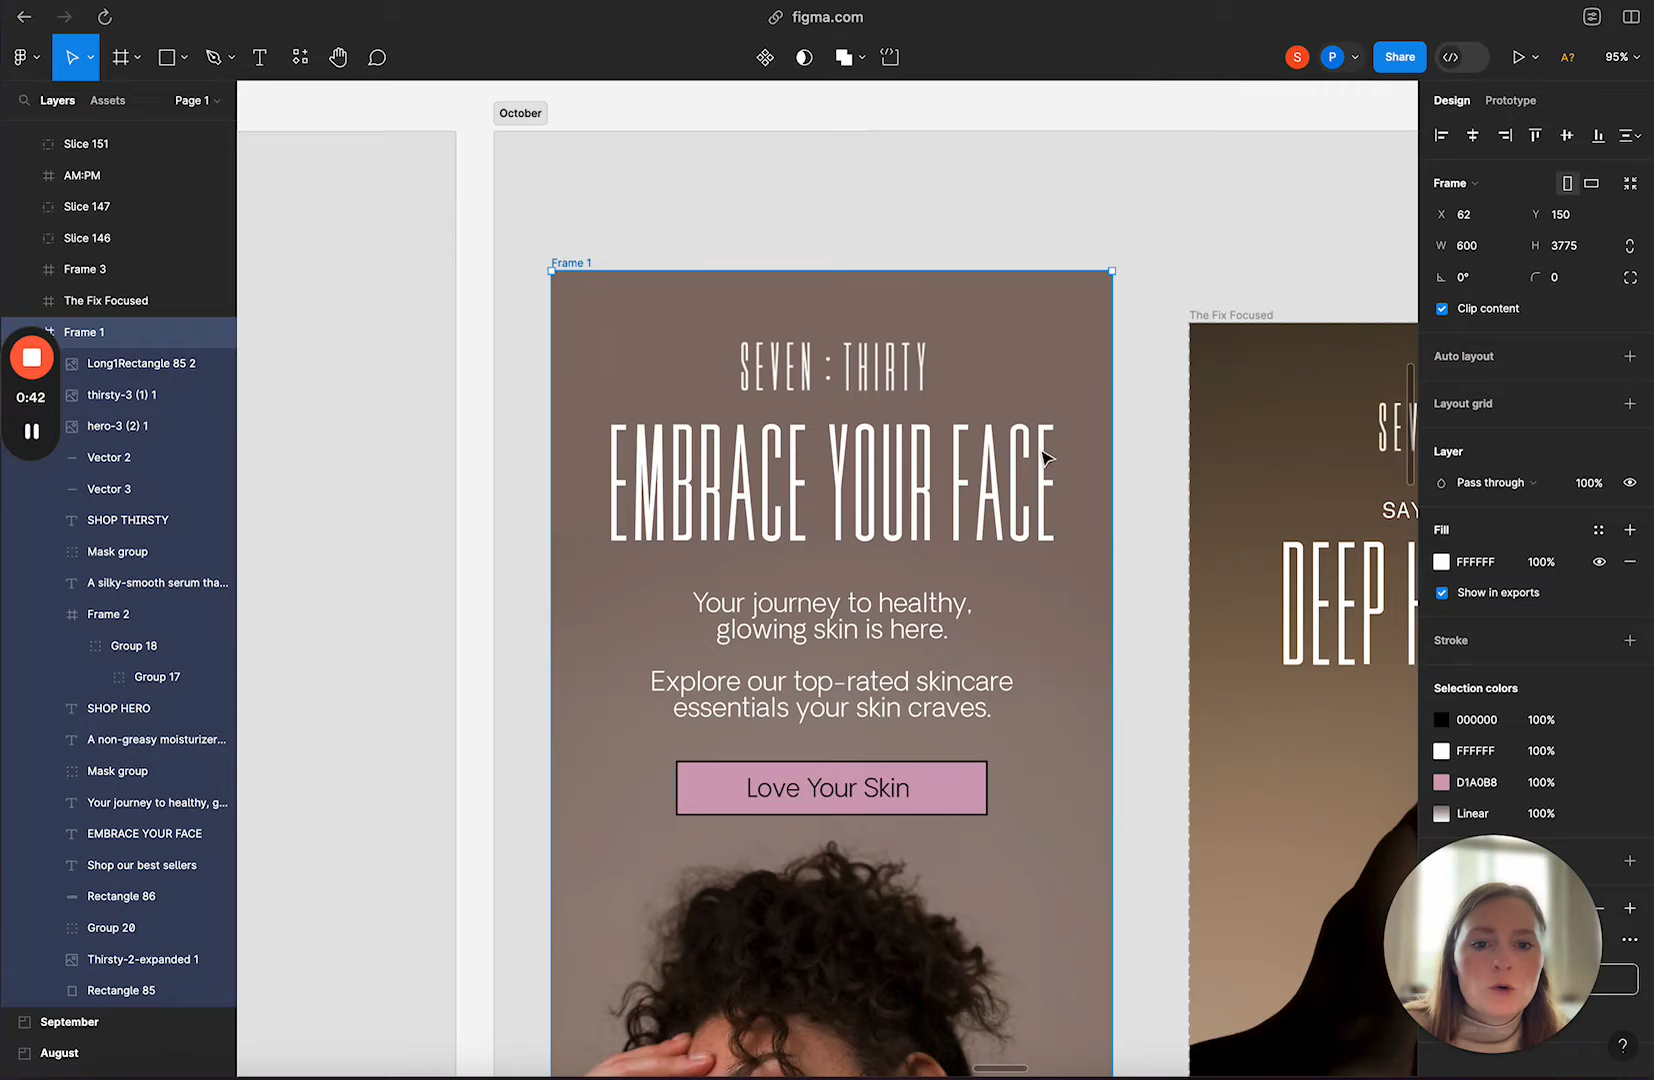 figma.com
S
P
Share
A?
95%
Layers
Assets
Page 1
Slice 151
AM:PM
Slice 147
Slice 146
Frame 3
The Fix Focused
Frame 1
Long1Rectangle 85 2
thirsty-3 (1) 1
hero-3 (2) 1
Vector 2
Vector 3
SHOP THIRSTY
Mask group
A silky-smooth serum tha...
Frame 2
Group 18
Group 17
SHOP HERO
A non-greasy moisturizer...
Mask group
Your journey to healthy, g...
EMBRACE YOUR FACE
Shop our best sellers
Rectangle 86
Group 20
Thirsty-2-expanded 1
Rectangle 85
September
August
0:42
October
Frame 1
SEVEN : THIRTY
EMBRACE YOUR FACE
Your journey to healthy,
glowing skin is here.
Explore our top-rated skincare
essentials your skin craves.
Love Your Skin
The Fix Focused
SEV
SAY
DEEP H
Design
Prototype
Frame
X 62
Y 150
W 600
H 3775
0°
0
Clip content
Auto layout
Layout grid
Layer
Pass through
100%
Fill
FFFFFF
100%
Show in exports
Stroke
Selection colors
000000 100%
FFFFFF 100%
D1A0B8 100%
Linear 100%
?